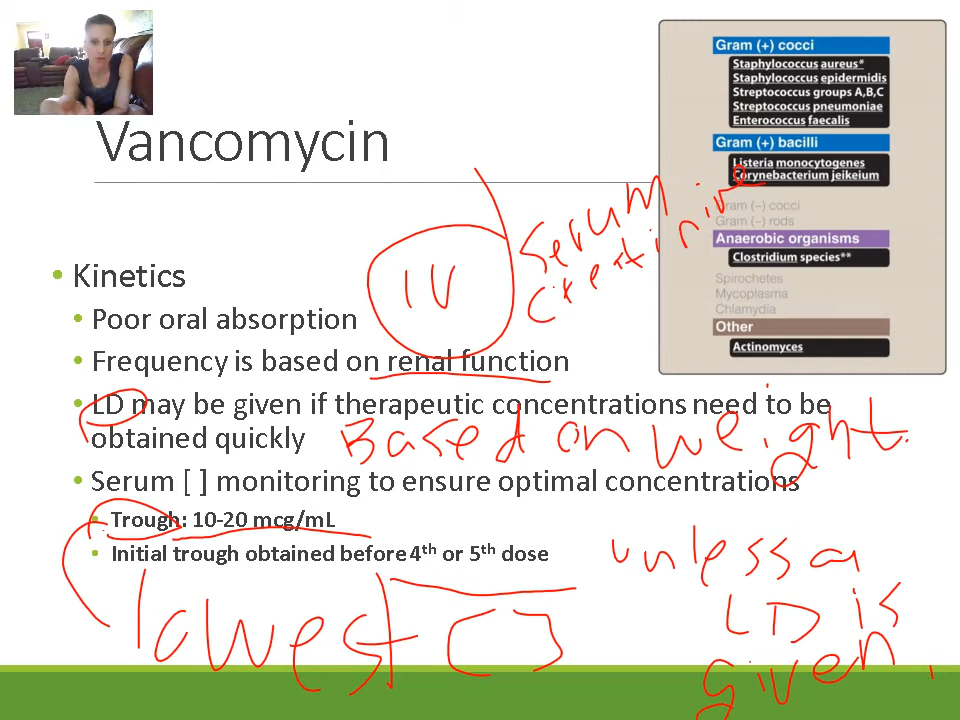 Vancomycin
Gram (+) cocci
Staphylococcus aureus*
Staphylococcus epidermidis
Streptococcus groups A,B,C
Streptococcus pneumoniae
Enterococcus faecalis
Gram (+) bacilli
Listeria monocytogenes
Corynebacterium jeikeium
Gram (–) cocci
Gram (–) rods
Anaerobic organisms
Clostridium species**
Spirochetes
Mycoplasma
Chlamydia
Other
Actinomyces
IV
Serum
Creatinine
• Kinetics
• Poor oral absorption
• Frequency is based on renal function
• LD may be given if therapeutic concentrations need to be
obtained quickly
Based on weight.
• Serum [ ] monitoring to ensure optimal concentrations
• Trough: 10-20 mcg/mL
• Initial trough obtained before 4th or 5th dose
lowest [ ]
unless a
LD is
given.